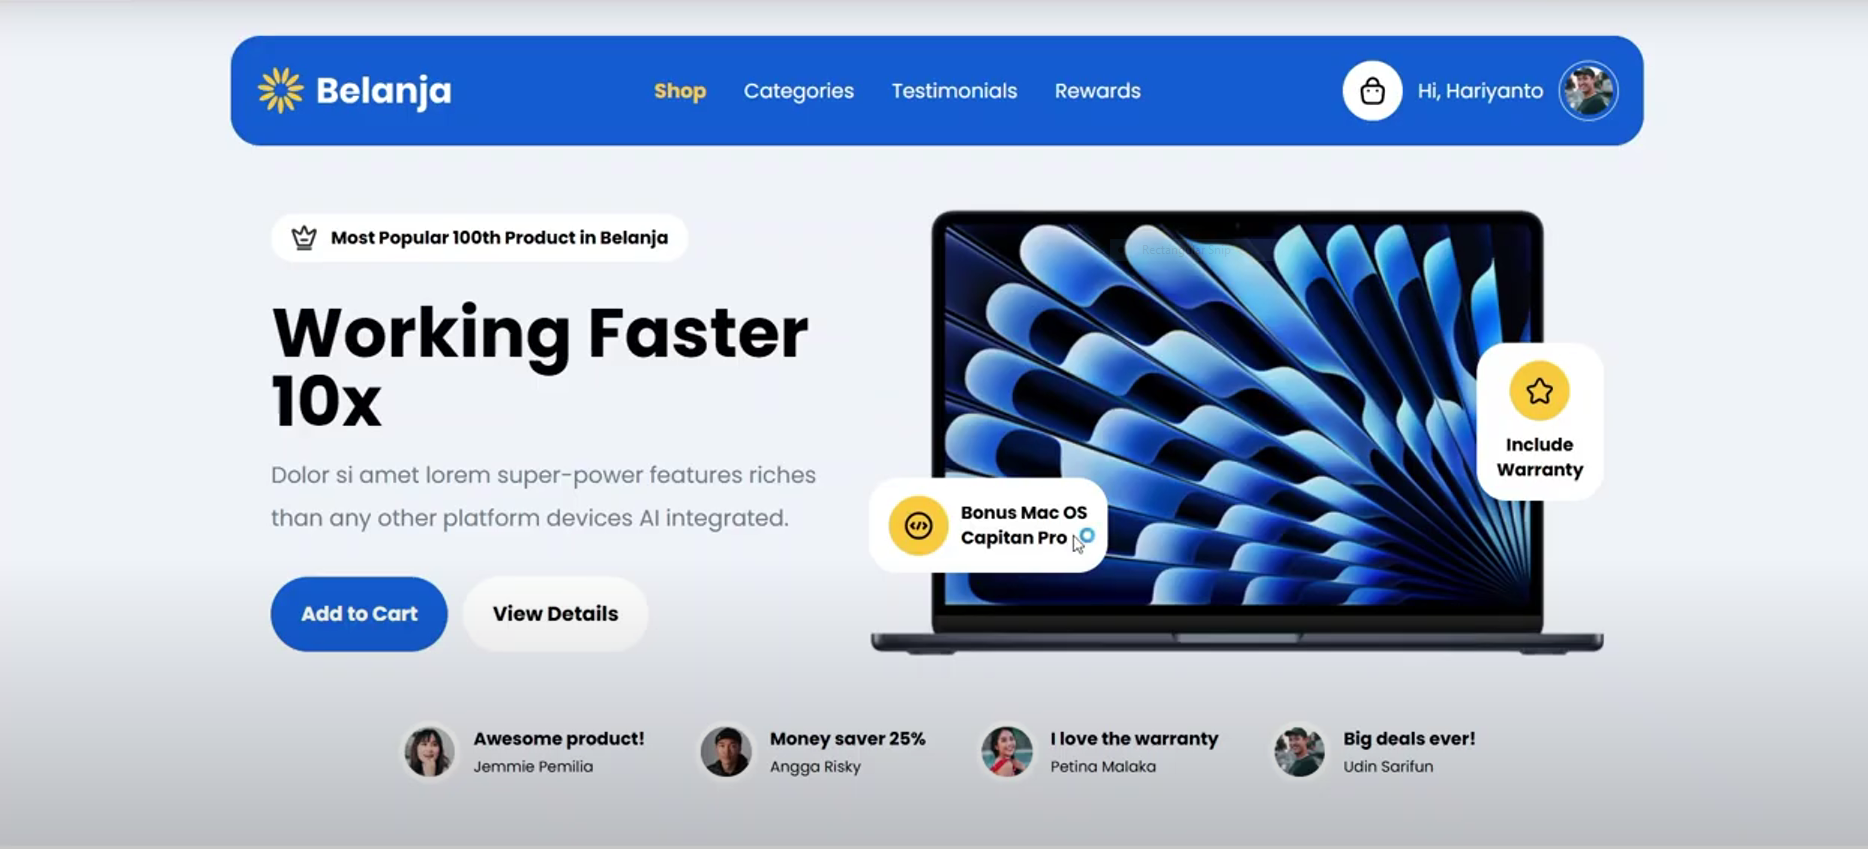 Belanja
Shop
Categories
Testimonials
Rewards
Hi, Hariyanto
Most Popular 100th Product in Belanja
Working Faster
10x
Dolor si amet lorem super-power features riches
than any other platform devices AI integrated.
Add to Cart
View Details
Bonus Mac OS
Capitan Pro
Include
Warranty
Awesome product!
Jemmie Pemilia
Money saver 25%
Angga Risky
I love the warranty
Petina Malaka
Big deals ever!
Udin Sarifun